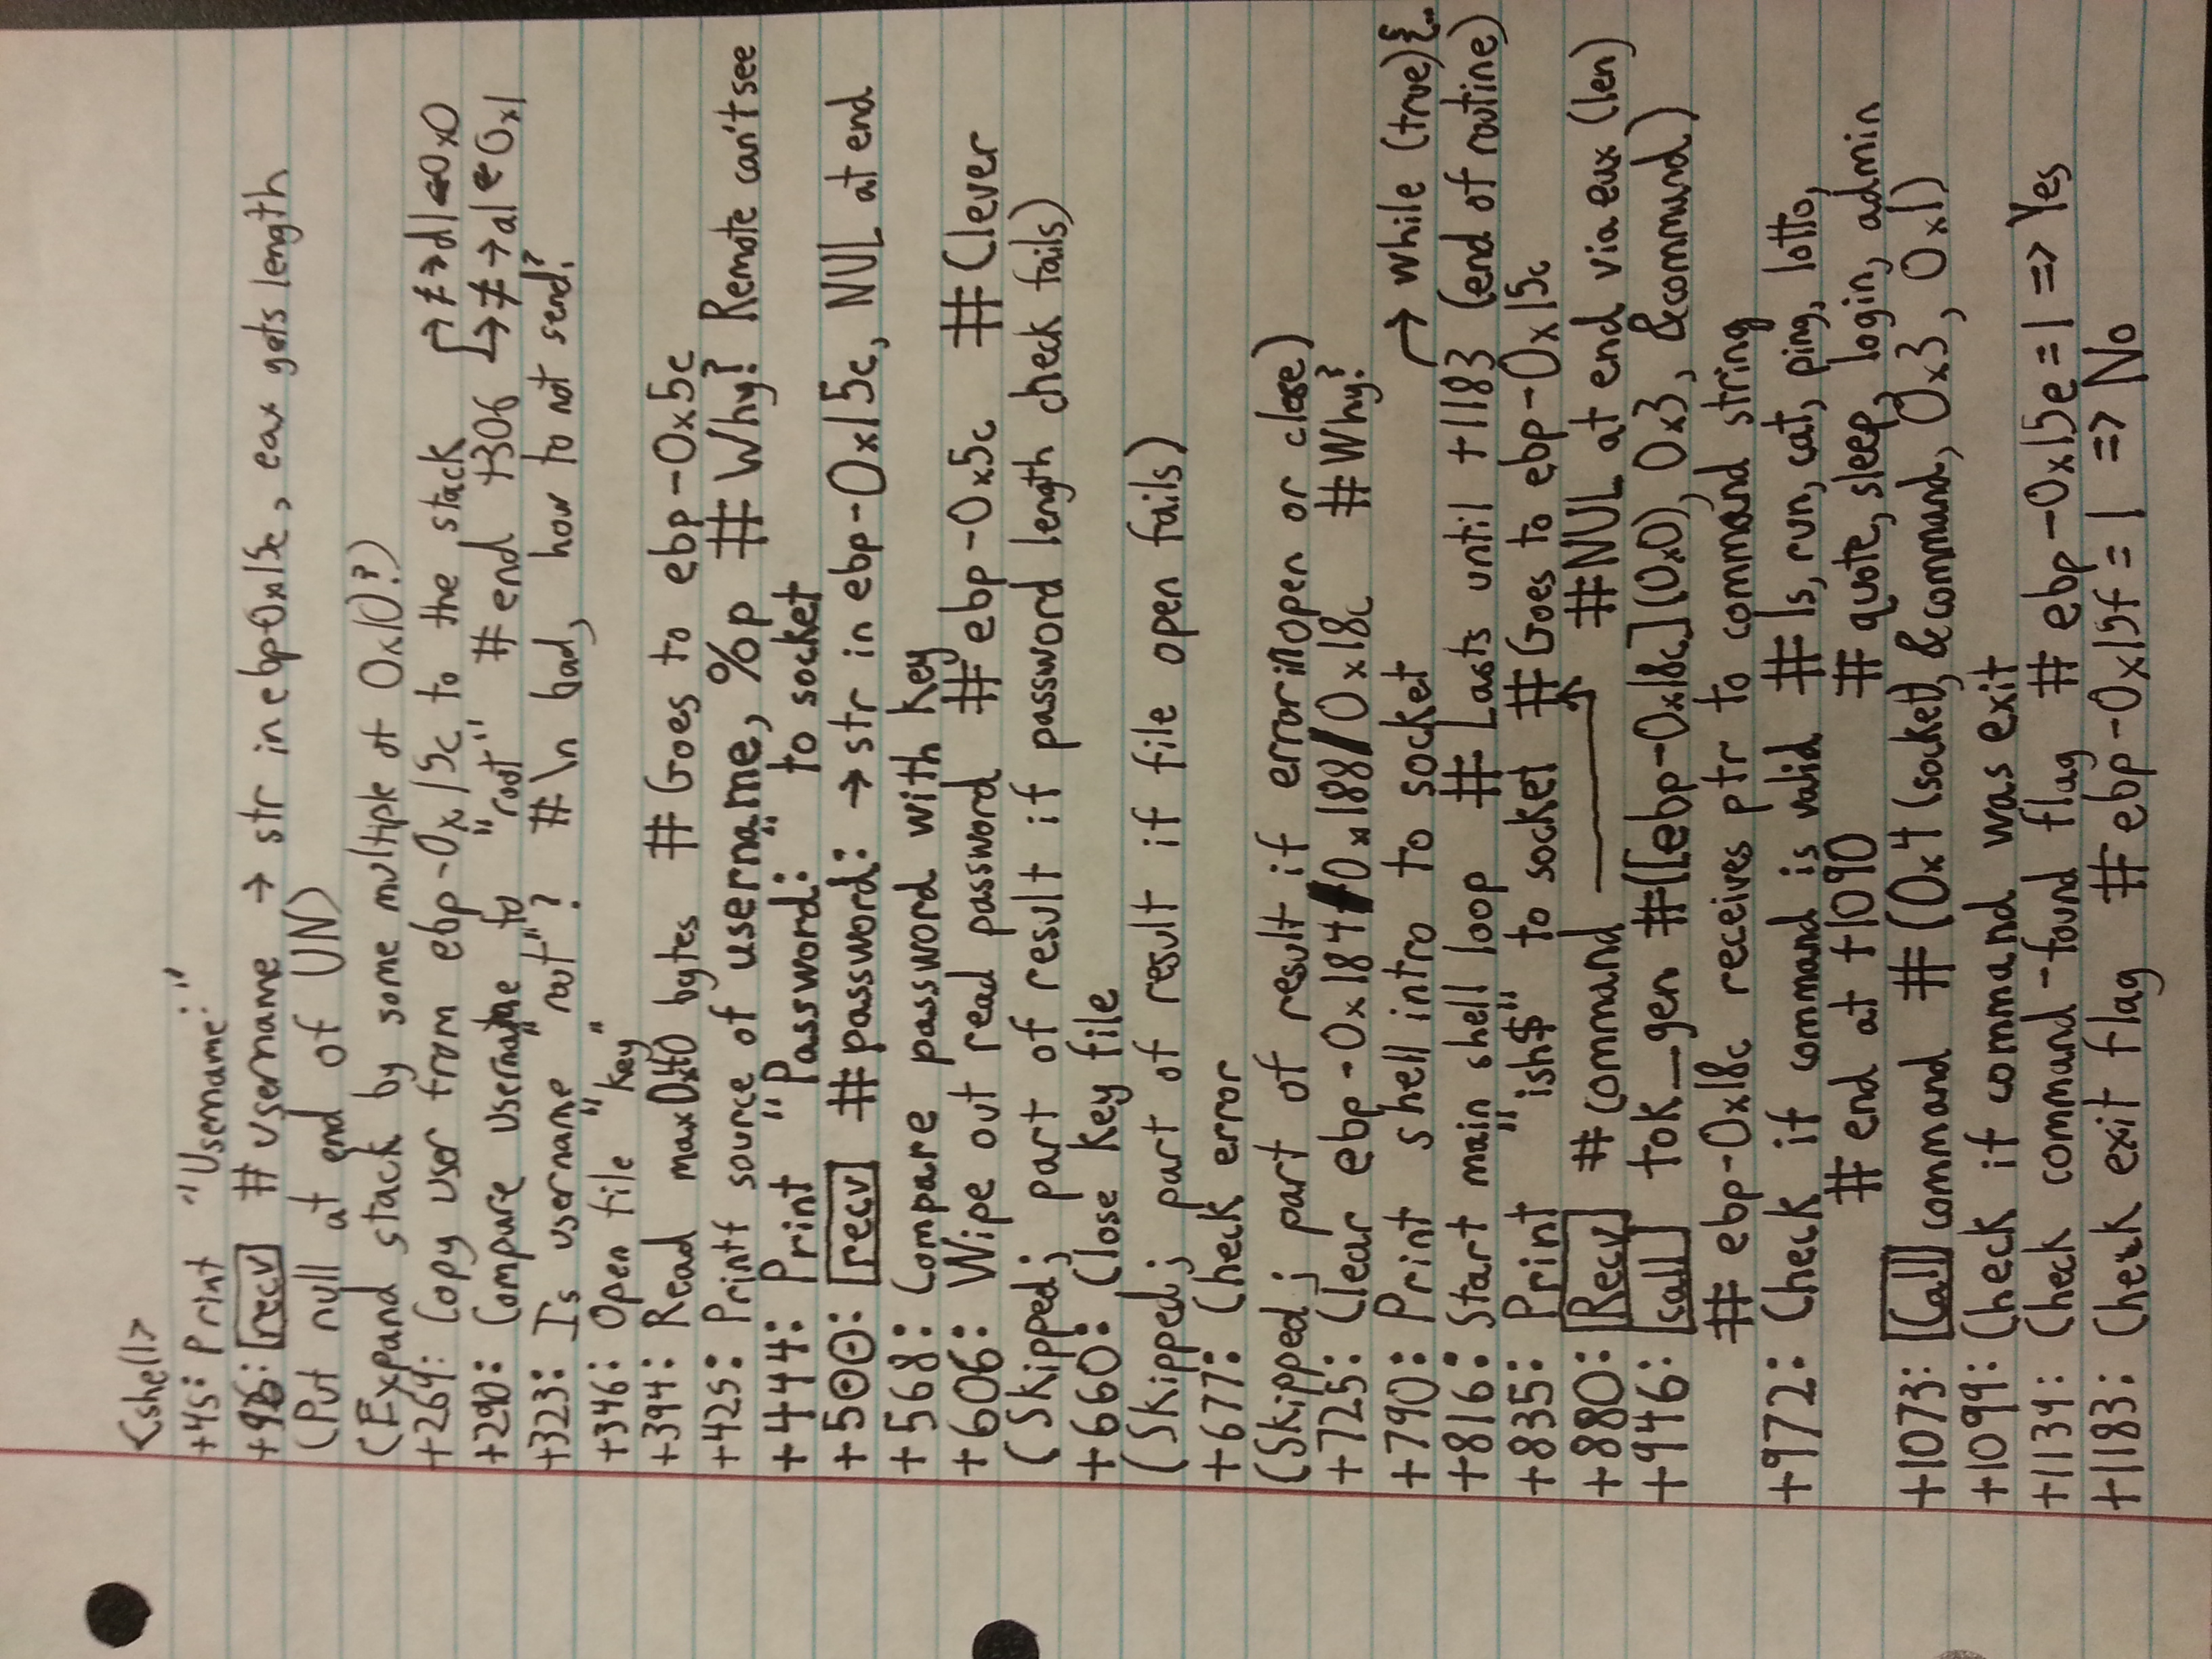 <shell>
+45: Print "Username: "
recv # username → str in ebp-0x15c, eax gets length
(Put null at end of UN)
(Expand stack by some multiple of 0x10?)
+269: Copy user from ebp-0x15c to the stack ↱ ≠→dl←0x0
+290: Compare username to "root" # end +306 ↳ ≠→al←0x1
+323: Is username "root"? # \n bad, how to not send?
+346: Open file "key"
+394: Read max 0x40 bytes # Goes to ebp-0x5c
+425: Printf source of username, %p # Why? Remote can't see
+444: Print "Password: " to socket
+500: recv # password: → str in ebp-0x15c, NUL at end
+568: Compare password with key
+606: Wipe out read password # ebp-0x5c # Clever
(Skipped; part of result if password length check fails)
+660: Close key file
(Skipped; part of result if file open fails)
+677: Check error
(Skipped; part of result if error in open or close)
+725: Clear ebp-0x184/0x188/0x18c # Why?
+790: Print shell intro to socket ↱ while (true){..
+816: Start main shell loop # Lasts until +1183 (end of routine)
+835: Print "ish$" to socket # Goes to ebp-0x15c
+880: Recv # command ↑ # NUL at end via eax (len)
+946: call tok_gen # ([ebp-0x18c](0x0), 0x3, &command)
# ebp-0x18c receives ptr to command string
+972: Check if command is valid # ls, run, cat, ping, lotto,
# end at +1090 # quote, sleep, login, admin
+1073: Call command # (0x4 (socket), &command, 0x3, 0x1)
+1099: Check if command was exit
+1139: Check command-found flag # ebp-0x15e = 1 => Yes
+1183: Check exit flag # ebp-0x15f = 1 => No